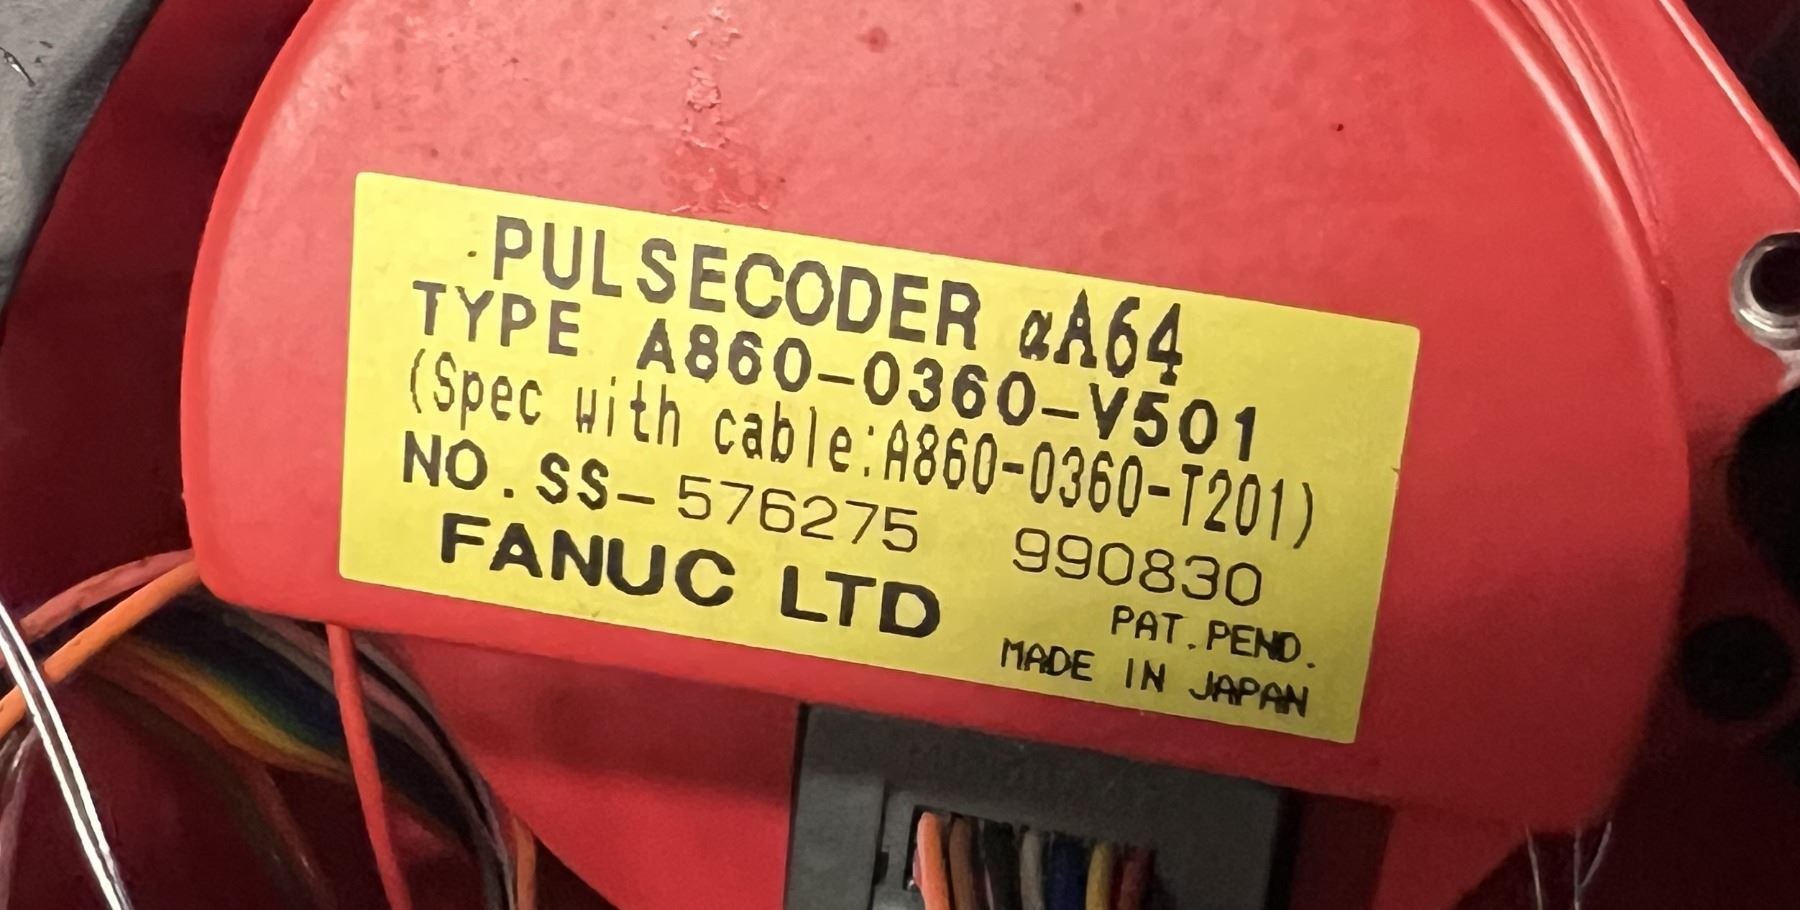 PULSECODER αA64
TYPE A860-0360-V501
(Spec with cable:A860-0360-T201)
NO. SS-576275 990830
FANUC LTD
PAT.PEND.
MADE IN JAPAN